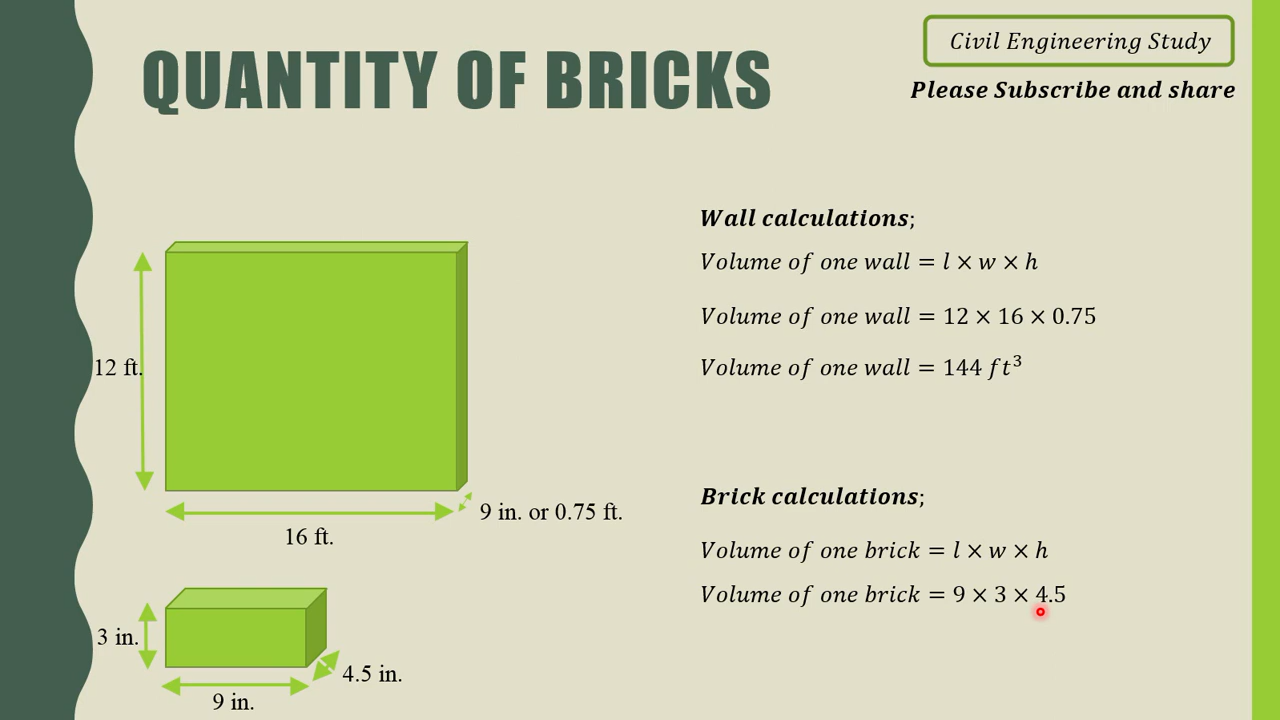 Civil Engineering Study
QUANTITY OF BRICKS
Please Subscribe and share
Wall calculations;
Volume of one wall = l × w × h
Volume of one wall = 12 × 16 × 0.75
Volume of one wall = 144 ft³
12 ft.
16 ft.
9 in. or 0.75 ft.
Brick calculations;
Volume of one brick = l × w × h
Volume of one brick = 9 × 3 × 4.5
3 in.
4.5 in.
9 in.